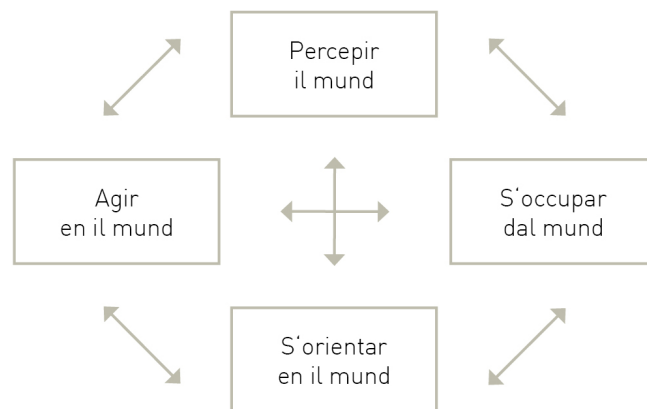 Percepir
il mund
Agir
en il mund
S‘occupar
dal mund
S‘orientar
en il mund